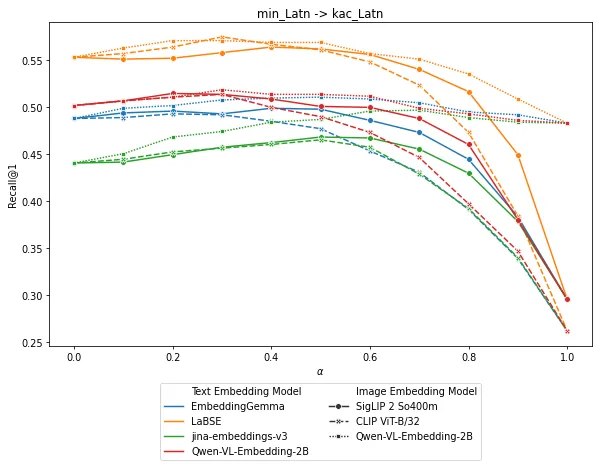 min_Latn -> kac_Latn
Recall@1
0.55
0.50
0.45
0.40
0.35
0.30
0.25
0.0 0.2 0.4 0.6 0.8 1.0
α
Text Embedding Model
EmbeddingGemma
LaBSE
jina-embeddings-v3
Qwen-VL-Embedding-2B
Image Embedding Model
SigLIP 2 So400m
CLIP ViT-B/32
Qwen-VL-Embedding-2B